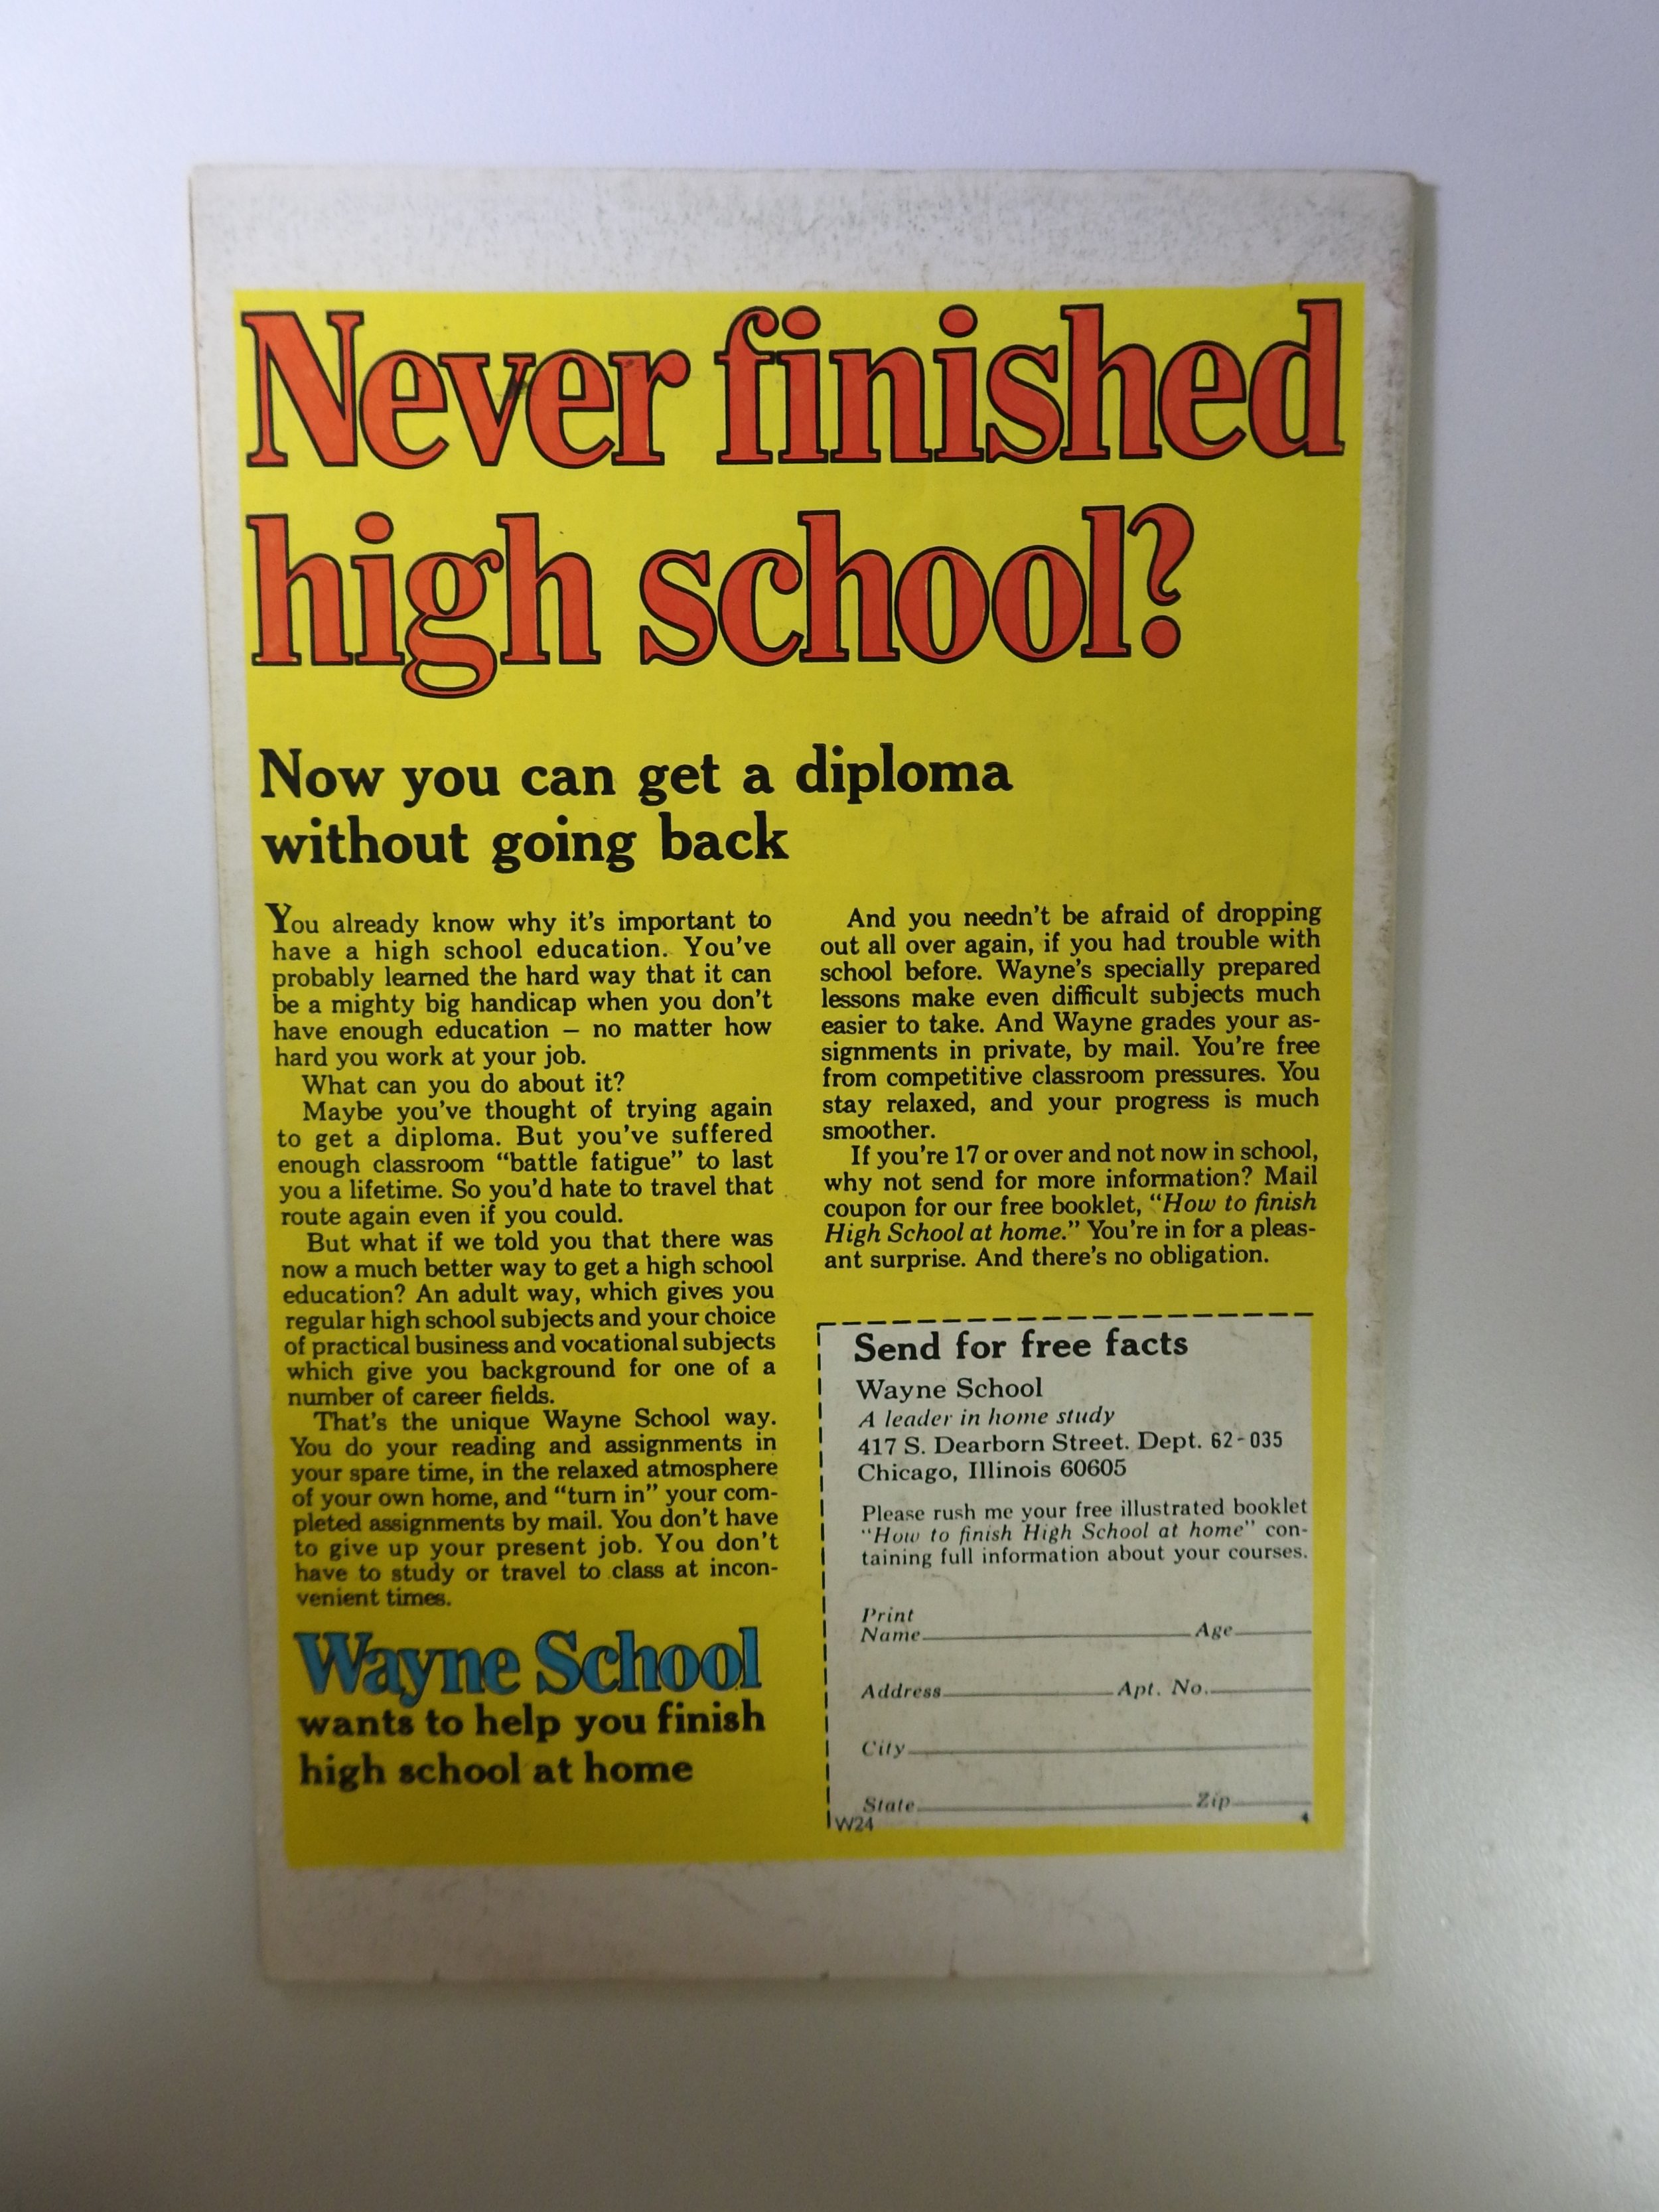 Never finished
high school?
Now you can get a diploma
without going back
You already know why it's important to
have a high school education. You've
probably learned the hard way that it can
be a mighty big handicap when you don't
have enough education – no matter how
hard you work at your job.
What can you do about it?
Maybe you've thought of trying again
to get a diploma. But you've suffered
enough classroom “battle fatigue” to last
you a lifetime. So you'd hate to travel that
route again even if you could.
But what if we told you that there was
now a much better way to get a high school
education? An adult way, which gives you
regular high school subjects and your choice
of practical business and vocational subjects
which give you background for one of a
number of career fields.
That's the unique Wayne School way.
You do your reading and assignments in
your spare time, in the relaxed atmosphere
of your own home, and “turn in” your com-
pleted assignments by mail. You don't have
to give up your present job. You don't
have to study or travel to class at incon-
venient times.
Wayne School
wants to help you finish
high school at home
And you needn't be afraid of dropping
out all over again, if you had trouble with
school before. Wayne's specially prepared
lessons make even difficult subjects much
easier to take. And Wayne grades your as-
signments in private, by mail. You're free
from competitive classroom pressures. You
stay relaxed, and your progress is much
smoother.
If you're 17 or over and not now in school,
why not send for more information? Mail
coupon for our free booklet, “How to finish
High School at home.” You're in for a pleas-
ant surprise. And there's no obligation.
Send for free facts
Wayne School
A leader in home study
417 S. Dearborn Street. Dept. 62-035
Chicago, Illinois 60605
Please rush me your free illustrated booklet
“How to finish High School at home” con-
taining full information about your courses.
Print
Name Age
Address Apt. No.
City
State Zip
W24 4